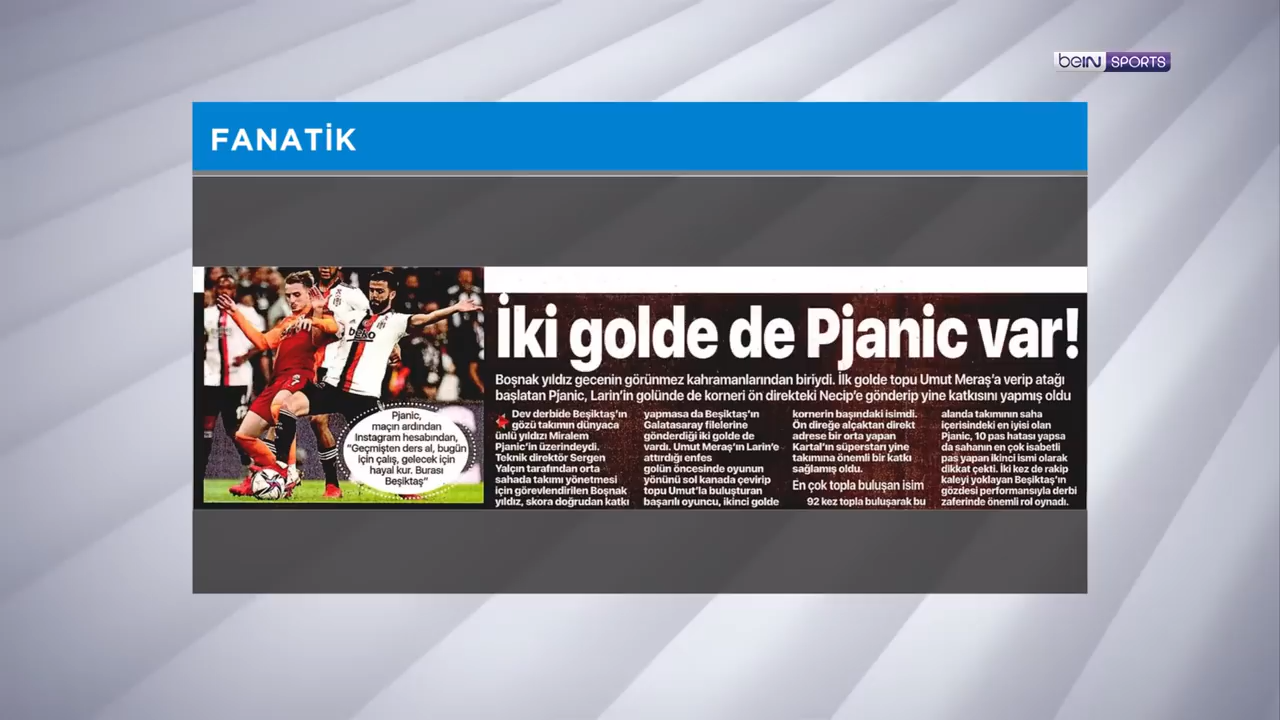 beIN SPORTS
FANATİK
İki golde de Pjanic var!
Boşnak yıldız gecenin görünmez kahramanlarından biriydi. İlk golde topu Umut Meraş’a verip atağı
başlatan Pjanic, Larin’in golünde de korneri ön direkteki Necip’e gönderip yine katkısını yapmış oldu
Pjanic,
maçın ardından
Instagram hesabından,
“Geçmişten ders al, bugün
için çalış, gelecek için
hayal kur. Burası
Beşiktaş”
beko
Dev derbide Beşiktaş’ın
gözü takımın dünyaca
ünlü yıldızı Miralem
Pjanic’in üzerindeydi.
Teknik direktör Sergen
Yalçın tarafından orta
sahada takımı yönetmesi
için görevlendirilen Boşnak
yıldız, skora doğrudan katkı
yapmasa da Beşiktaş’ın
Galatasaray filelerine
gönderdiği iki golde de
vardı. Umut Meraş’ın Larin’e
attırdığı enfes
golün öncesinde oyunun
yönünü sol kanada çevirip
topu Umut’la buluşturan
başarılı oyuncu, ikinci golde
kornerin başındaki isimdi.
Ön direğe alçaktan direkt
adrese bir orta yapan
Kartal’ın süperstarı yine
takımına önemli bir katkı
sağlamış oldu.
En çok topla buluşan isim
92 kez topla buluşarak bu
alanda takımının saha
içerisindeki en iyisi olan
Pjanic, 10 pas hatası yapsa
da sahanın en çok isabetli
pas yapan ikinci ismi olarak
dikkat çekti. İki kez de rakip
kaleyi yoklayan Beşiktaş’ın
gözdesi performansıyla derbi
zaferinde önemli rol oynadı.